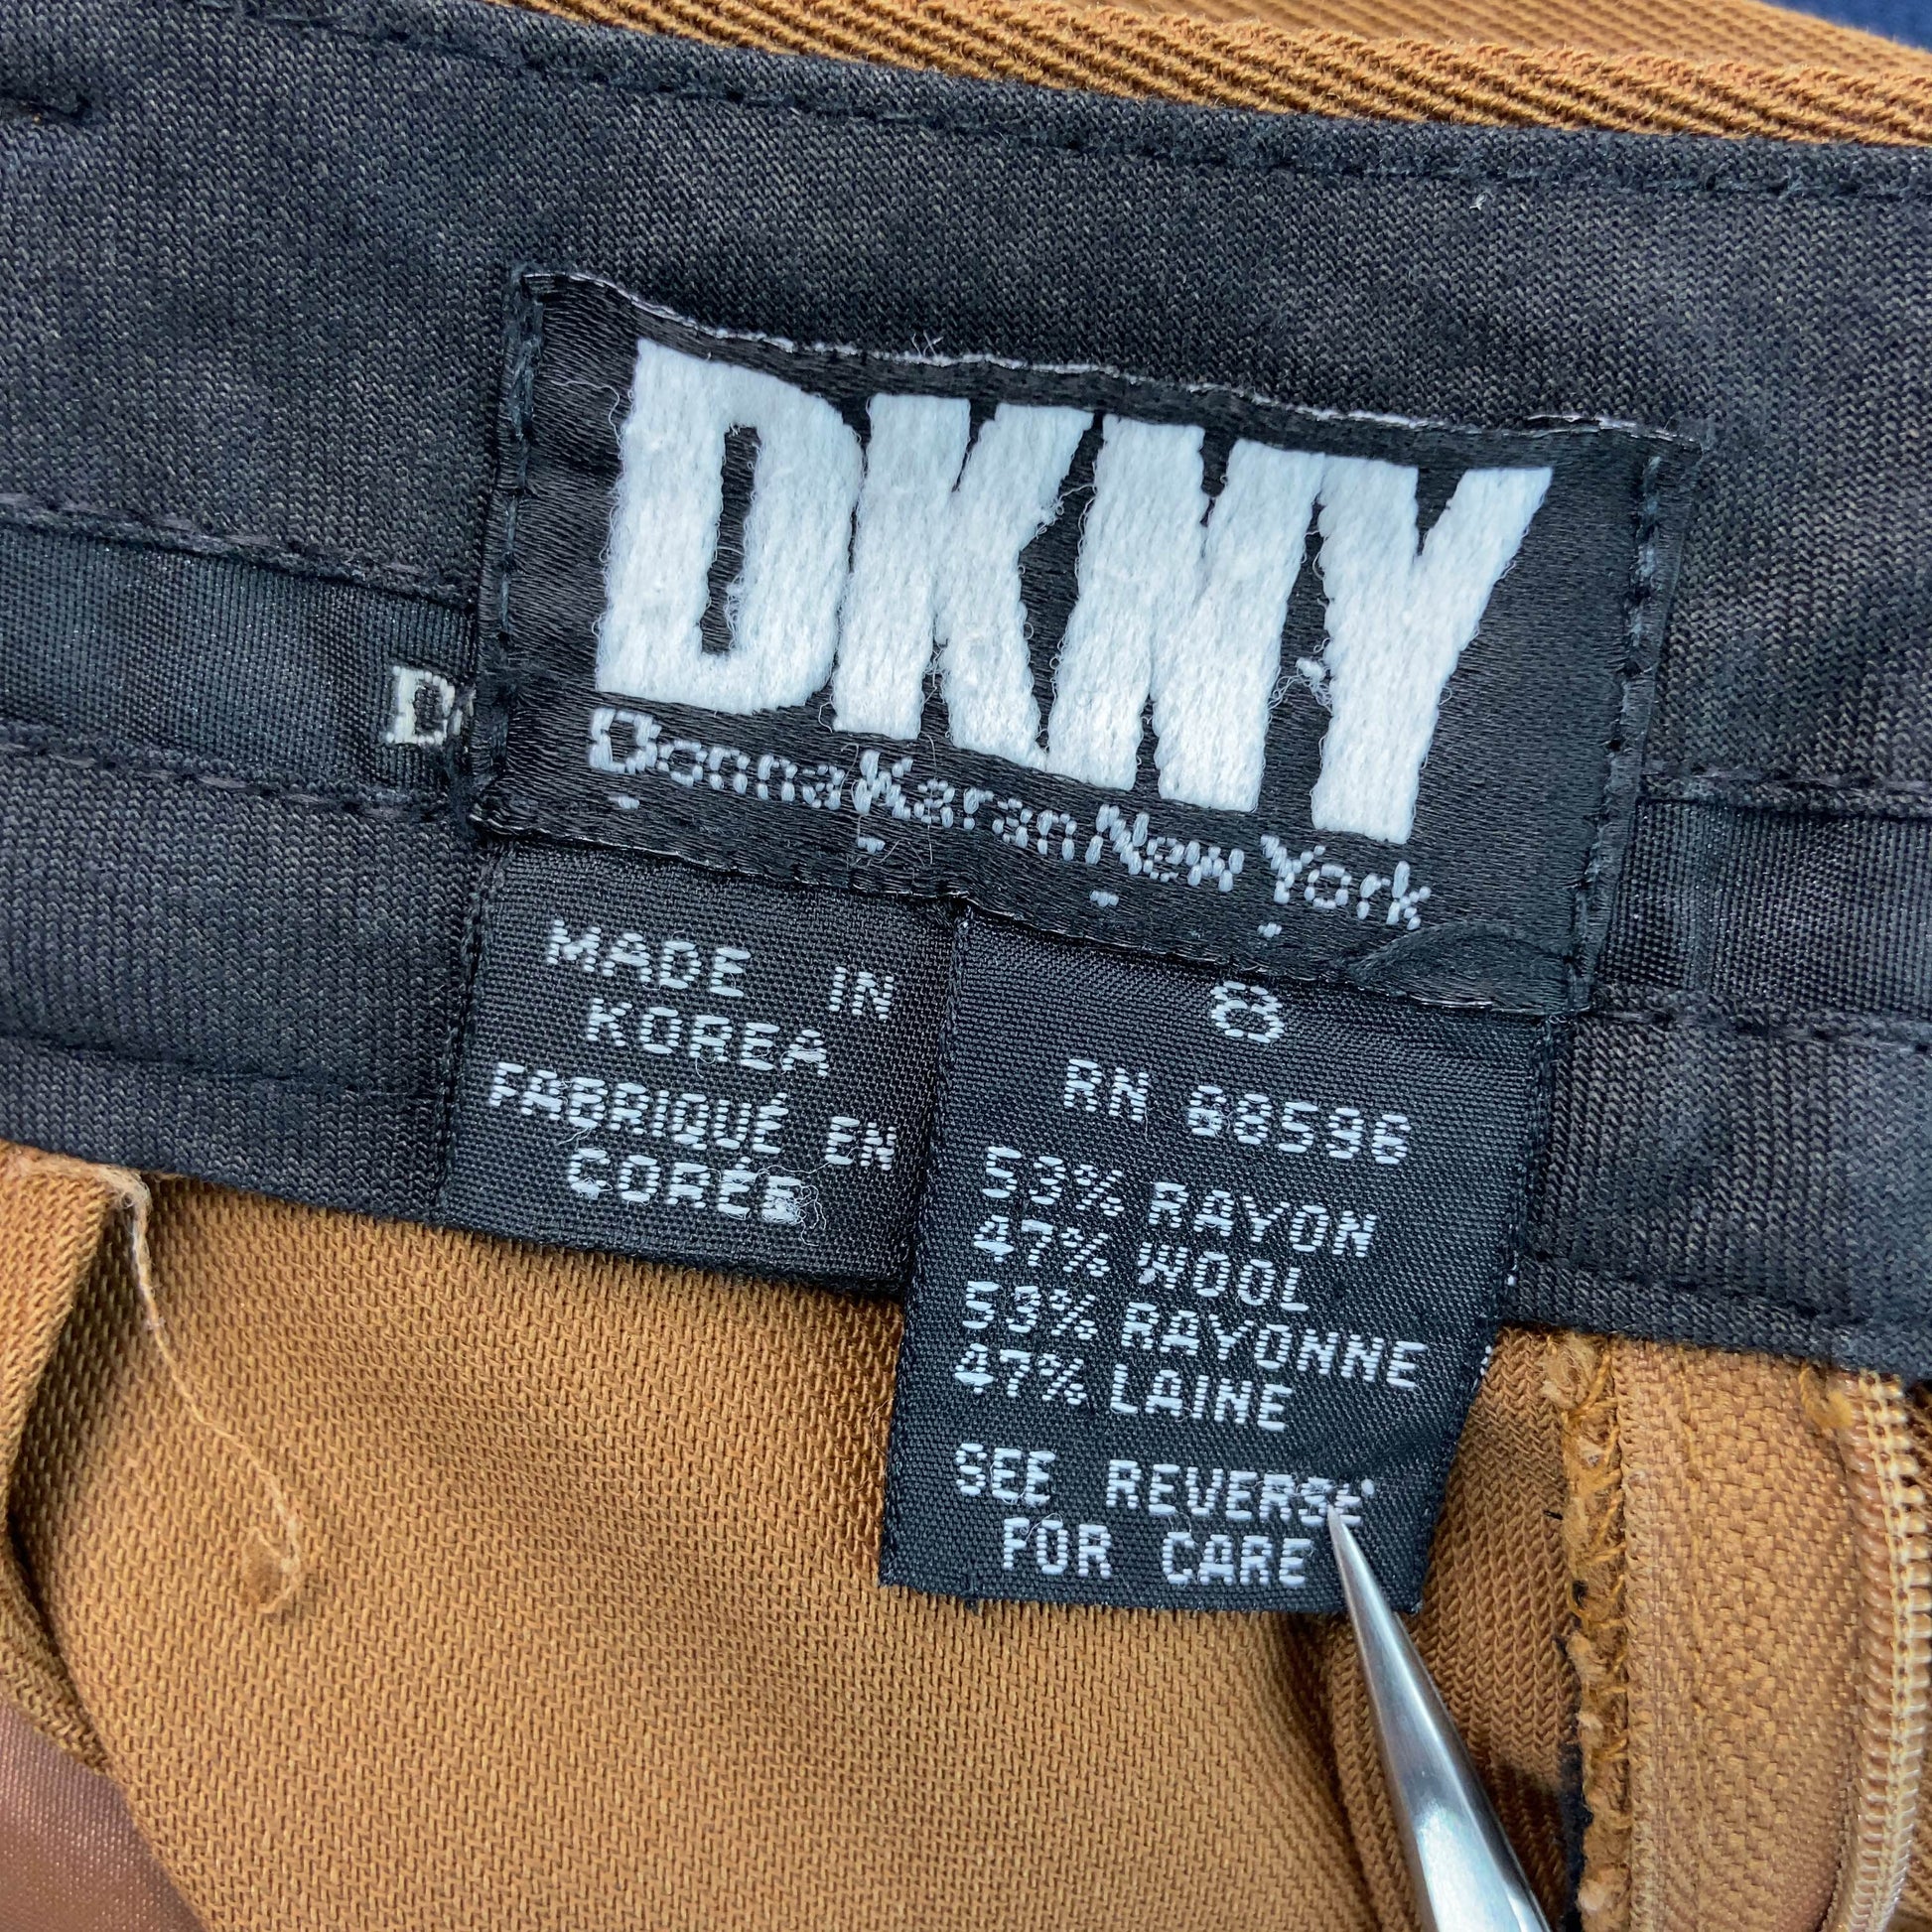 DKNY
Donna Karan New York
MADE IN
KOREA
FABRIQUÉ EN
CORÉE
8
RN 88596
53% RAYON
47% WOOL
53% RAYONNE
47% LAINE
SEE REVERSE
FOR CARE